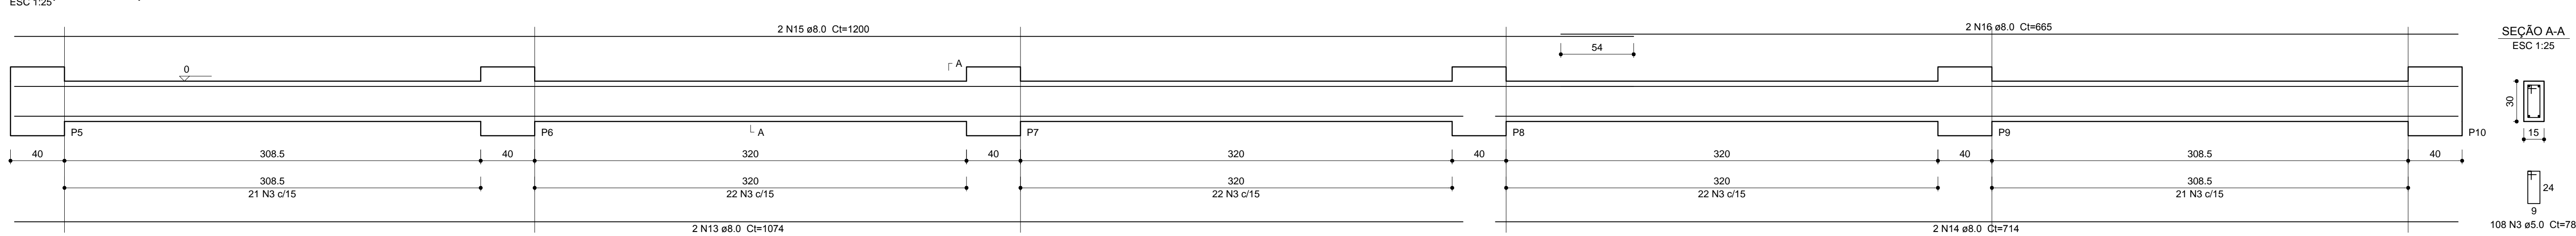 ESC 1:25
2 N15 ø8.0 Ct=1200
2 N16 ø8.0 Ct=665
SEÇÃO A-A
ESC 1:25
54
0
A
30
15
P5
P6
A
P7
P8
P9
P10
40
308.5
40
320
40
320
40
320
40
308.5
40
308.5
21 N3 c/15
320
22 N3 c/15
320
22 N3 c/15
320
22 N3 c/15
308.5
21 N3 c/15
24
9
108 N3 ø5.0 Ct=78
2 N13 ø8.0 Ct=1074
2 N14 ø8.0 Ct=714